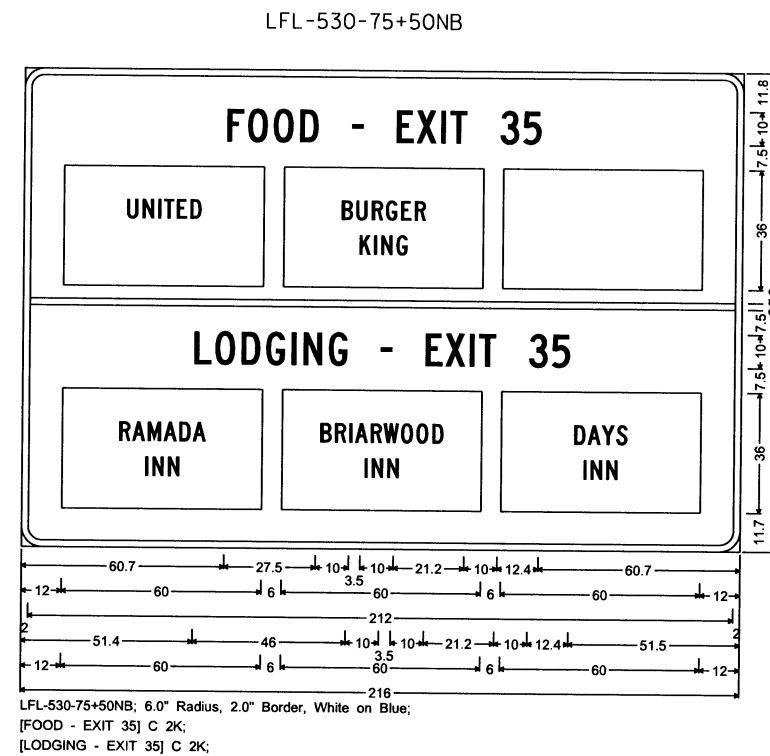 LFL-530-75+50NB
FOOD - EXIT 35
UNITED
BURGER
KING
LODGING - EXIT 35
RAMADA
INN
BRIARWOOD
INN
DAYS
INN
11.8
10
7.5
36
7.5
10
7.5
36
11.7
60.7 27.5 10 3.5 10 21.2 10 12.4 60.7
12 60 6 60 6 60 12
2 212 2
51.4 46 10 3.5 10 21.2 10 12.4 51.5
12 60 6 60 6 60 12
216
LFL-530-75+50NB; 6.0" Radius, 2.0" Border, White on Blue;
[FOOD - EXIT 35] C 2K;
[LODGING - EXIT 35] C 2K;